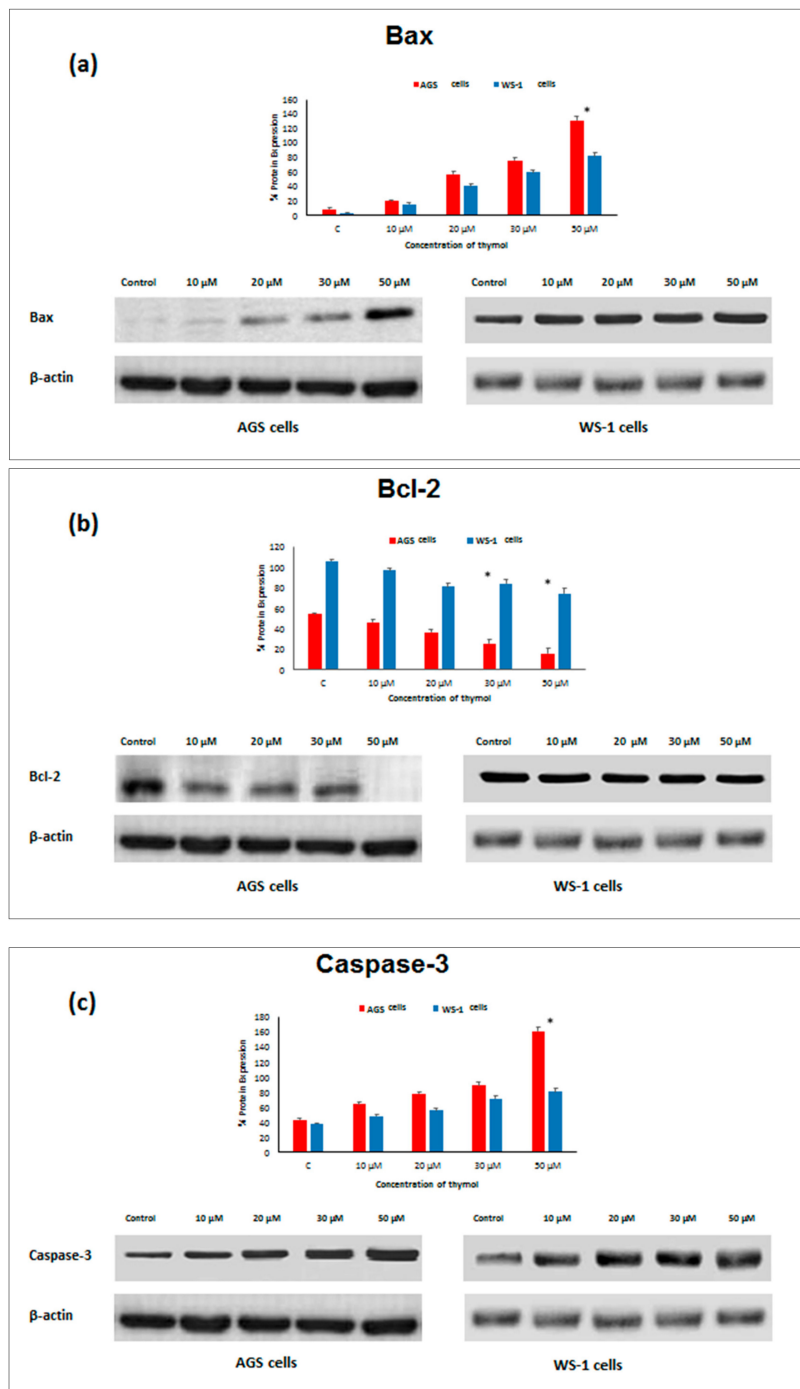 Bax
(a)
AGS cells WS-1 cells
% Protein Expression
160
140
120
100
80
60
40
20
0
*
C 10 µM 20 µM 30 µM 50 µM
Concentration of thymol
Control 10 µM 20 µM 30 µM 50 µM Control 10 µM 20 µM 30 µM 50 µM
Bax
β-actin
AGS cells WS-1 cells
Bcl-2
(b)
AGS cells WS-1 cells
% Protein Expression
120
100
80
60
40
20
0
* *
C 10 µM 20 µM 30 µM 50 µM
Concentration of thymol
Control 10 µM 20 µM 30 µM 50 µM Control 10 µM 20 µM 30 µM 50 µM
Bcl-2
β-actin
AGS cells WS-1 cells
Caspase-3
(c)
AGS cells WS-1 cells
% Protein Expression
180
160
140
120
100
80
60
40
20
0
*
C 10 µM 20 µM 30 µM 50 µM
Concentration of thymol
Control 10 µM 20 µM 30 µM 50 µM Control 10 µM 20 µM 30 µM 50 µM
Caspase-3
β-actin
AGS cells WS-1 cells